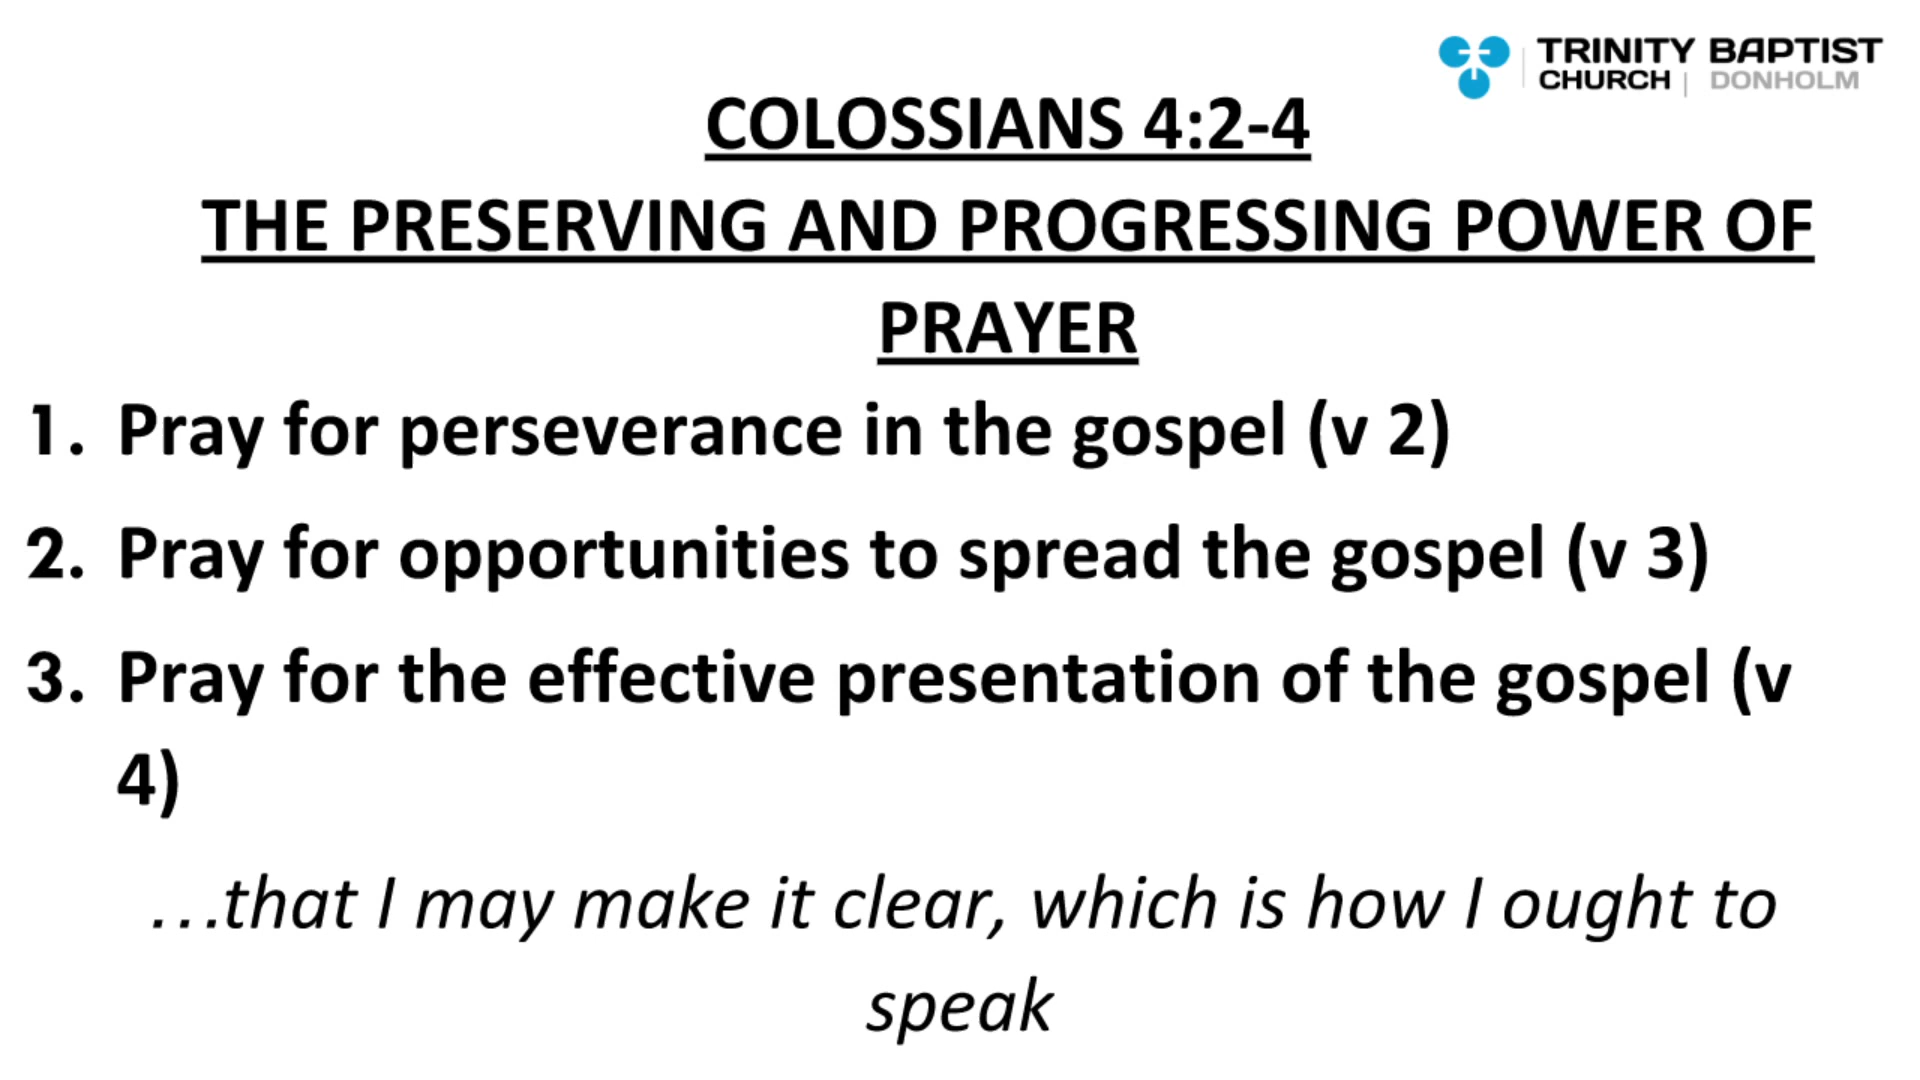 TRINITY BAPTIST
CHURCH | DONHOLM
COLOSSIANS 4:2-4
THE PRESERVING AND PROGRESSING POWER OF
PRAYER
1. Pray for perseverance in the gospel (v 2)
2. Pray for opportunities to spread the gospel (v 3)
3. Pray for the effective presentation of the gospel (v
4)
…that I may make it clear, which is how I ought to
speak